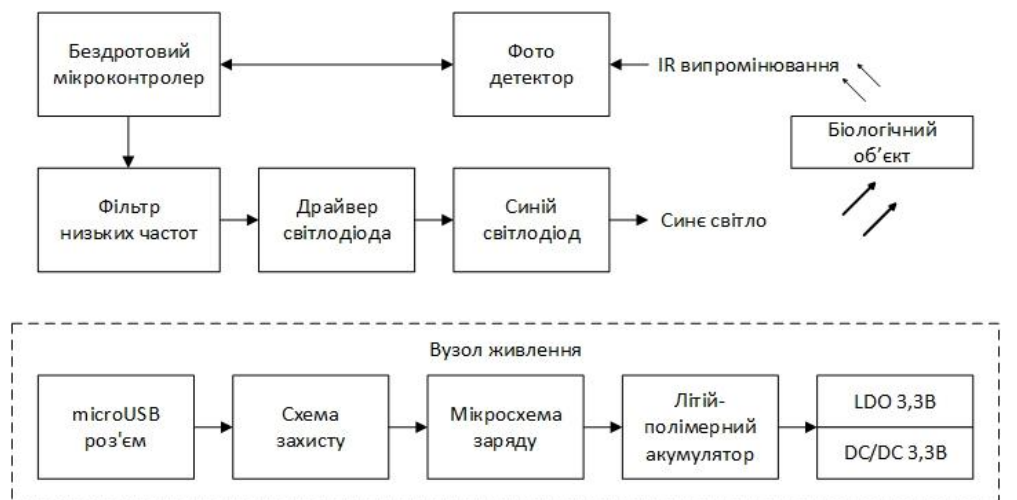 Бездротовий
мікроконтролер
Фото
детектор
IR випромінювання
Біологічний
об’єкт
Фільтр
низьких частот
Драйвер
світлодіода
Синій
світлодіод
Синє світло
Вузол живлення
microUSB
роз'єм
Схема
захисту
Мікросхема
заряду
Літій-
полімерний
акумулятор
LDO 3,3В
DC/DC 3,3В